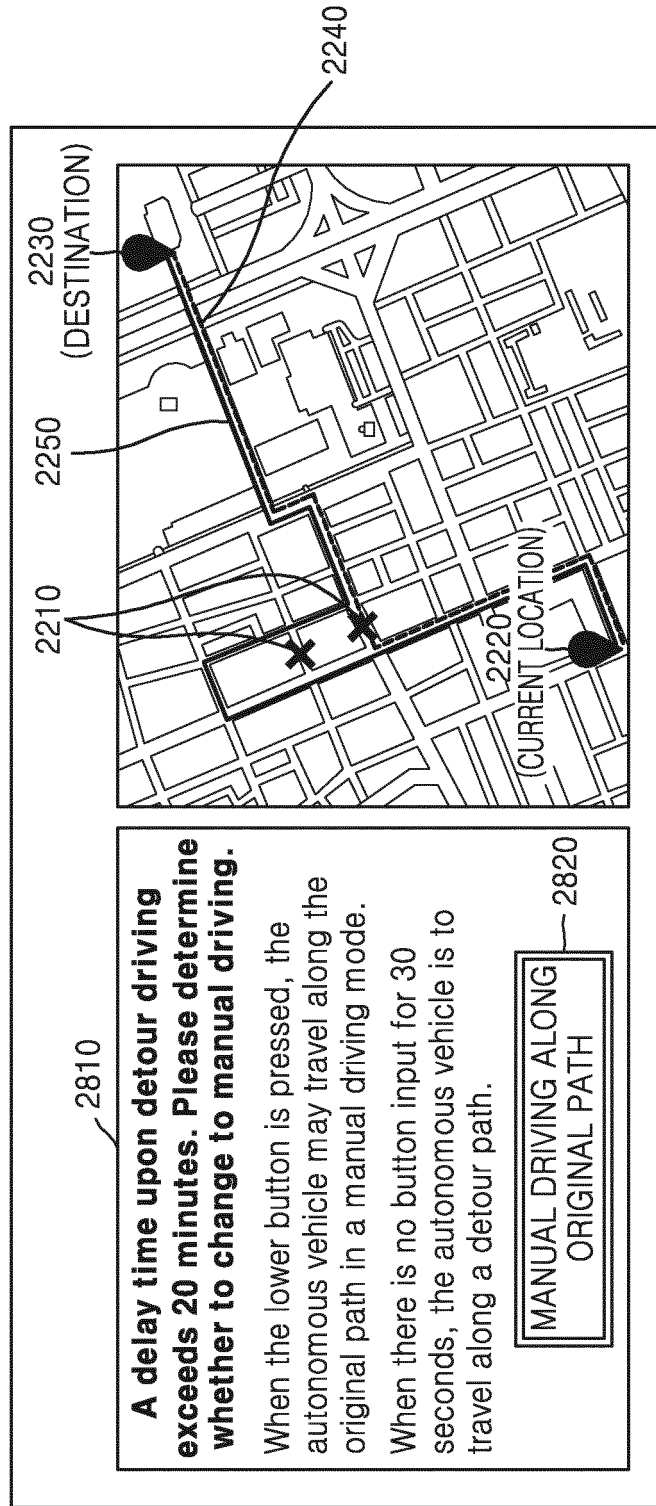 2810
A delay time upon detour driving
exceeds 20 minutes. Please determine
whether to change to manual driving.
When the lower button is pressed, the
autonomous vehicle may travel along the
original path in a manual driving mode.
When there is no button input for 30
seconds, the autonomous vehicle is to
travel along a detour path.
MANUAL DRIVING ALONG
ORIGINAL PATH
2820
2210
2250
2230
(DESTINATION)
2240
2220
(CURRENT LOCATION)